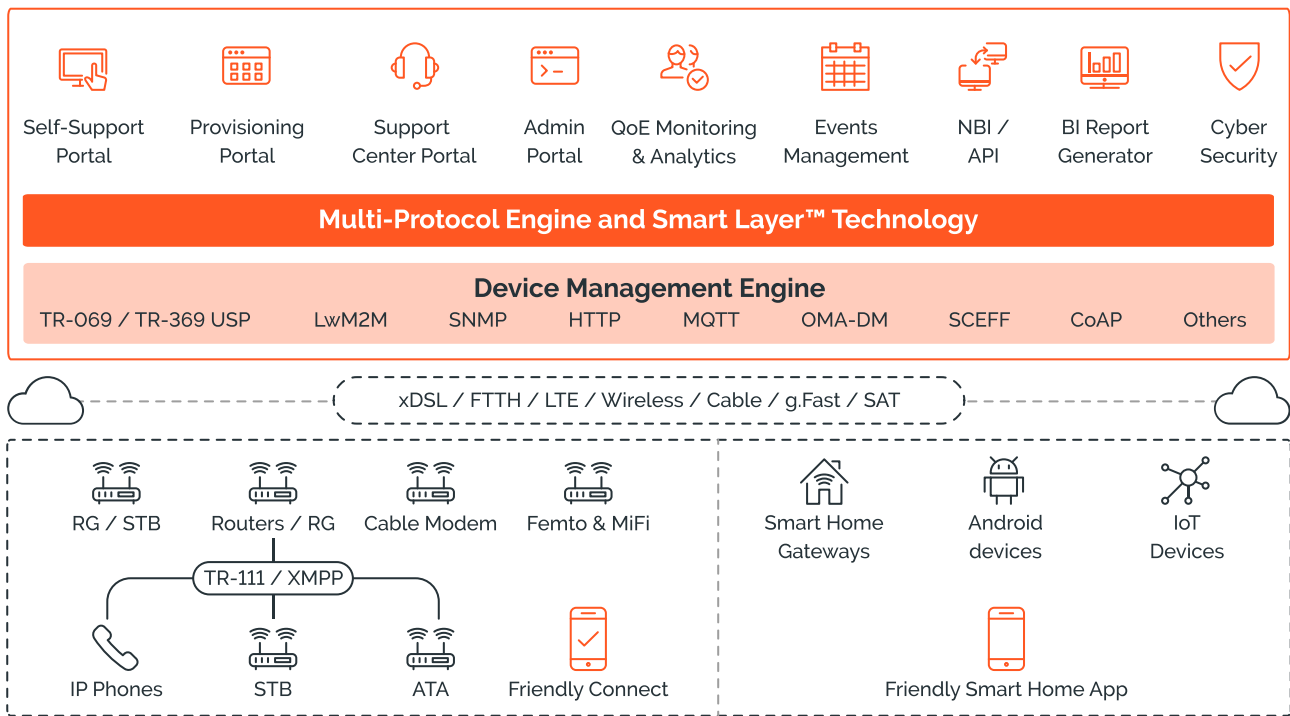 Self-Support Portal
Provisioning Portal
Support Center Portal
Admin Portal
QoE Monitoring & Analytics
Events Management
NBI / API
BI Report Generator
Cyber Security
Multi-Protocol Engine and Smart Layer™ Technology
Device Management Engine
TR-069 / TR-369 USP LwM2M SNMP HTTP MQTT OMA-DM SCEFF CoAP Others
xDSL / FTTH / LTE / Wireless / Cable / g.Fast / SAT
RG / STB
Routers / RG
Cable Modem
Femto & MiFi
Smart Home Gateways
Android devices
IoT Devices
TR-111 / XMPP
IP Phones
STB
ATA
Friendly Connect
Friendly Smart Home App